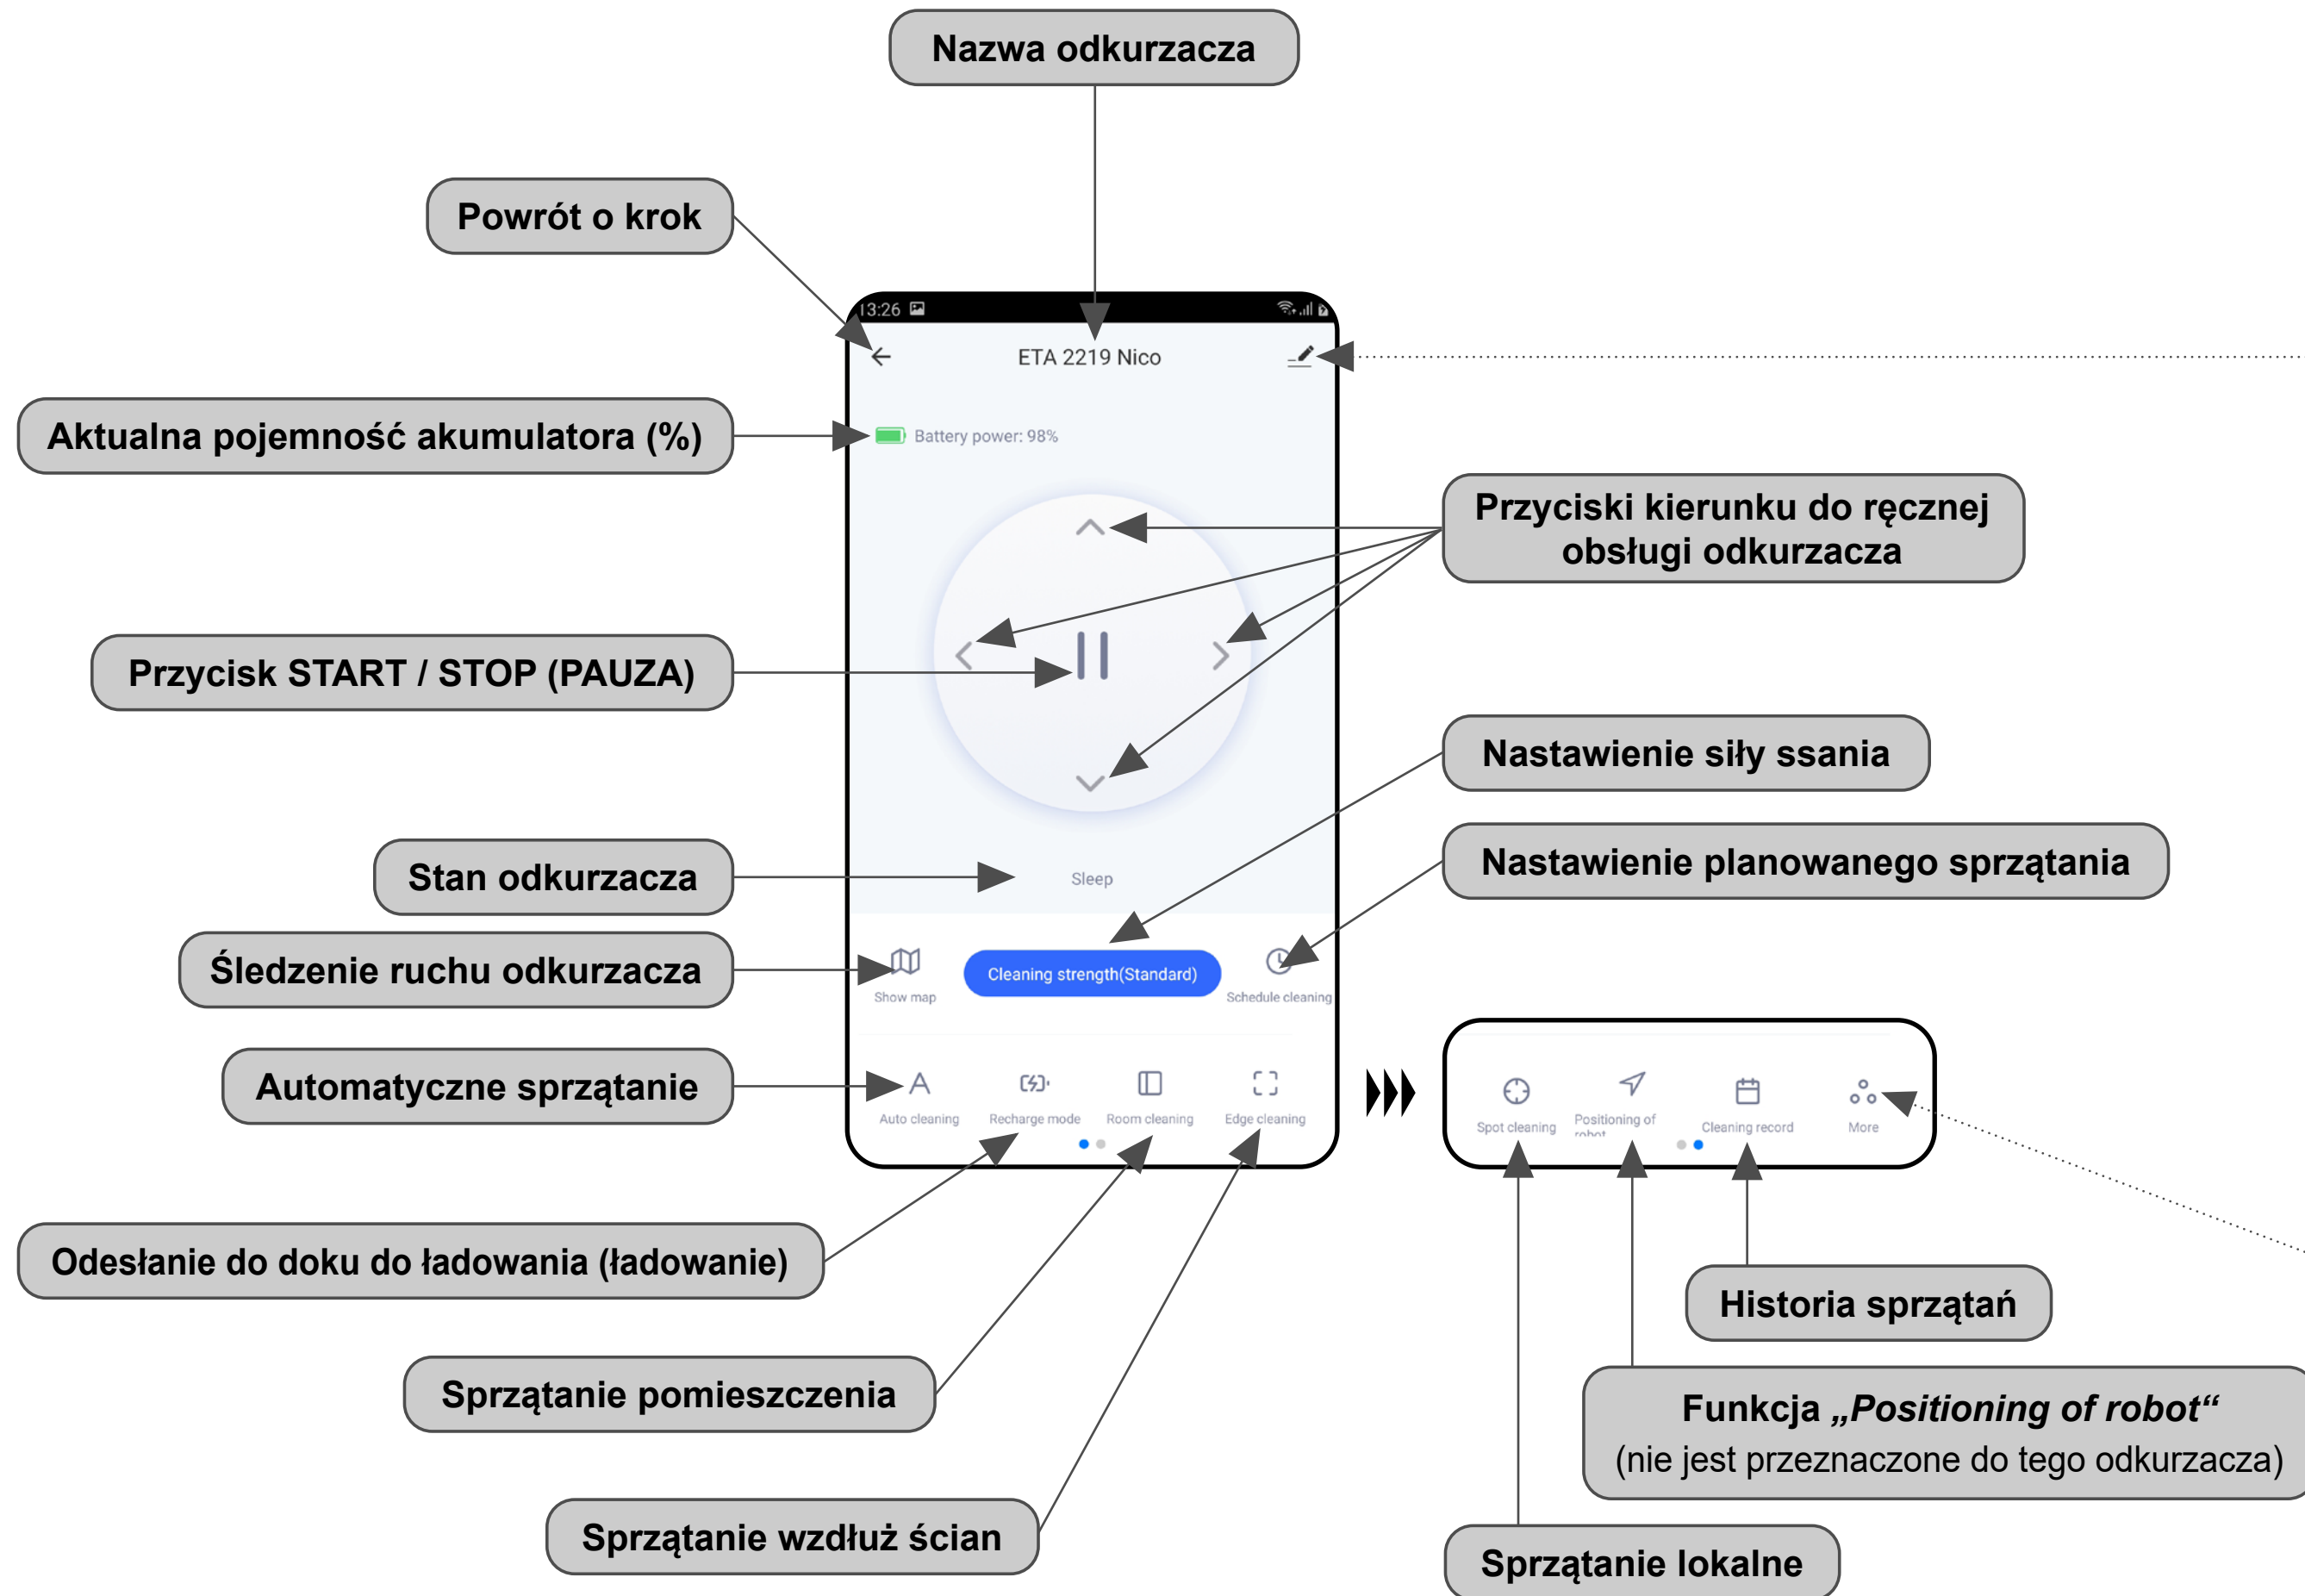 Nazwa odkurzacza
Powrót o krok
13:26
ETA 2219 Nico
Aktualna pojemność akumulatora (%)
Battery power: 98%
Przyciski kierunku do ręcznej
obsługi odkurzacza
Przycisk START / STOP (PAUZA)
Nastawienie siły ssania
Nastawienie planowanego sprzątania
Stan odkurzacza
Sleep
Śledzenie ruchu odkurzacza
Show map
Cleaning strength(Standard)
Schedule cleaning
Automatyczne sprzątanie
Auto cleaning
Recharge mode
Room cleaning
Edge cleaning
Spot cleaning
Positioning of
robot
Cleaning record
More
Odesłanie do doku do ładowania (ładowanie)
Historia sprzątań
Sprzątanie pomieszczenia
Funkcja „Positioning of robot“
(nie jest przeznaczone do tego odkurzacza)
Sprzątanie wzdłuż ścian
Sprzątanie lokalne